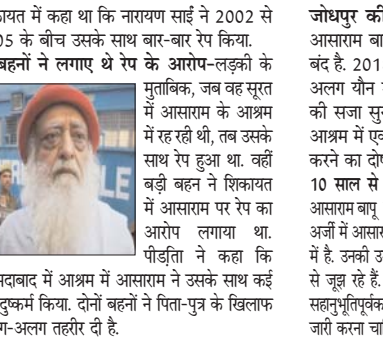 कायत में कहा था कि नारायण साईं ने 2002 से
05 के बीच उसके साथ बार-बार रेप किया.
बहनों ने लगाए थे रेप के आरोप-लड़की के
मुताबिक, जब वह सूरत
में आसाराम के आश्रम
में रह रही थी, तब उसके
साथ रेप हुआ था. वहीं
बड़ी बहन ने शिकायत
में आसाराम पर रेप का
आरोप लगाया था.
पीड़िता ने कहा कि
मदाबाद में आश्रम में आसाराम ने उसके साथ कई
दुष्कर्म किया. दोनों बहनों ने पिता-पुत्र के खिलाफ
ग-अलग तहरीर दी है.
जोधपुर की
आसाराम बा
बंद है. 201
अलग यौन
की सजा सु
आश्रम में ए
करने का दो
10 साल से
आसाराम बापू
अर्जी में आसा
में है. उनकी उ
से जूझ रहे हैं.
सहानुभूतिपूर्वक
जारी करना चा